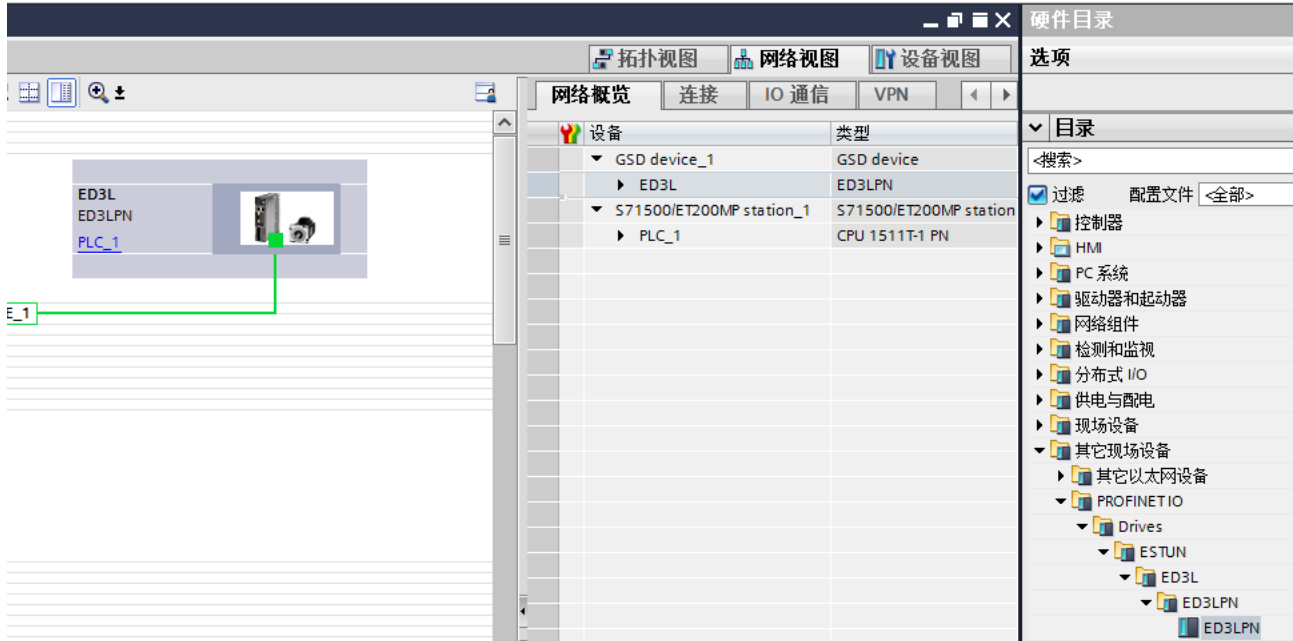 硬件目录
拓扑视图 网络视图 设备视图
选项
网络概览 连接 IO 通信 VPN
设备 类型
GSD device_1 GSD device
ED3L ED3LPN
S71500/ET200MP station_1 S71500/ET200MP station
PLC_1 CPU 1511T-1 PN
ED3L
ED3LPN
PLC_1
E_1
目录
<搜索>
过滤 配置文件 <全部>
控制器
HMI
PC 系统
驱动器和起动器
网络组件
检测和监视
分布式 I/O
供电与配电
现场设备
其它现场设备
其它以太网设备
PROFINET IO
Drives
ESTUN
ED3L
ED3LPN
ED3LPN